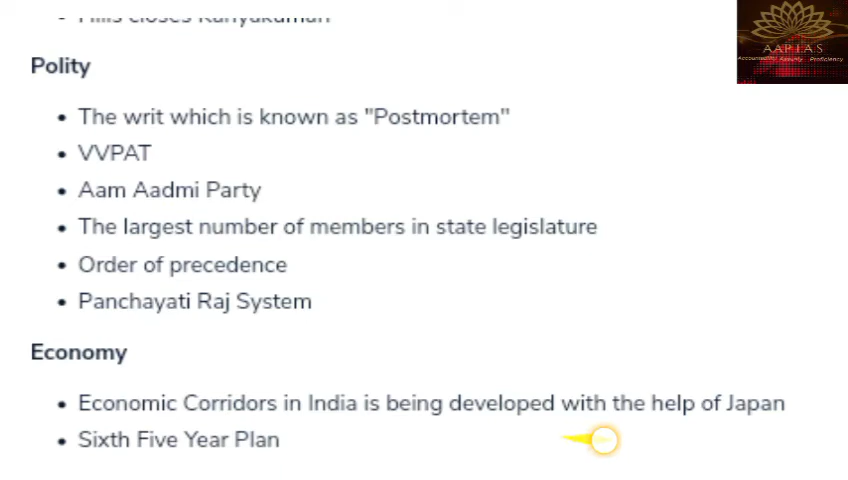 Hills closes Kanyakumari
Polity
The writ which is known as "Postmortem"
VVPAT
Aam Aadmi Party
The largest number of members in state legislature
Order of precedence
Panchayati Raj System
Economy
Economic Corridors in India is being developed with the help of Japan
Sixth Five Year Plan
A A P I.A.S
Accountability Proficiency